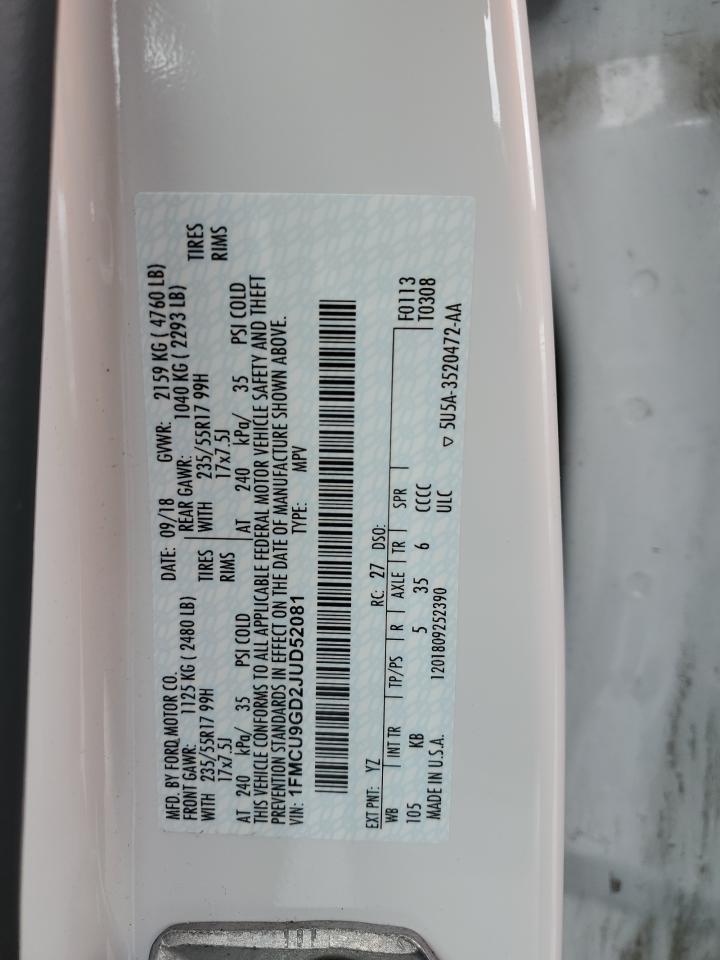 MFD. BY FORD MOTOR CO.
DATE: 09/18 GVWR: 2159 KG ( 4760 LB)
FRONT GAWR: 1125 KG ( 2480 LB)
REAR GAWR: 1040 KG ( 2293 LB)
WITH 235/55R17 99H TIRES
WITH 235/55R17 99H TIRES
17x7.5J RIMS
17x7.5J RIMS
AT 240 kPa/ 35 PSI COLD
AT 240 kPa/ 35 PSI COLD
THIS VEHICLE CONFORMS TO ALL APPLICABLE FEDERAL MOTOR VEHICLE SAFETY AND THEFT
PREVENTION STANDARDS IN EFFECT ON THE DATE OF MANUFACTURE SHOWN ABOVE.
VIN: 1FMCU9GD2JUD52081 TYPE: MPV
EXT PNT: YZ RC: 27 DSO:
WB INT TR TP/PS R AXLE TR SPR F0113
105 KB 5 35 6 CCCC T0308
ULC
MADE IN U.S.A. 1201809252390 ▽ 5U5A-3520472-AA